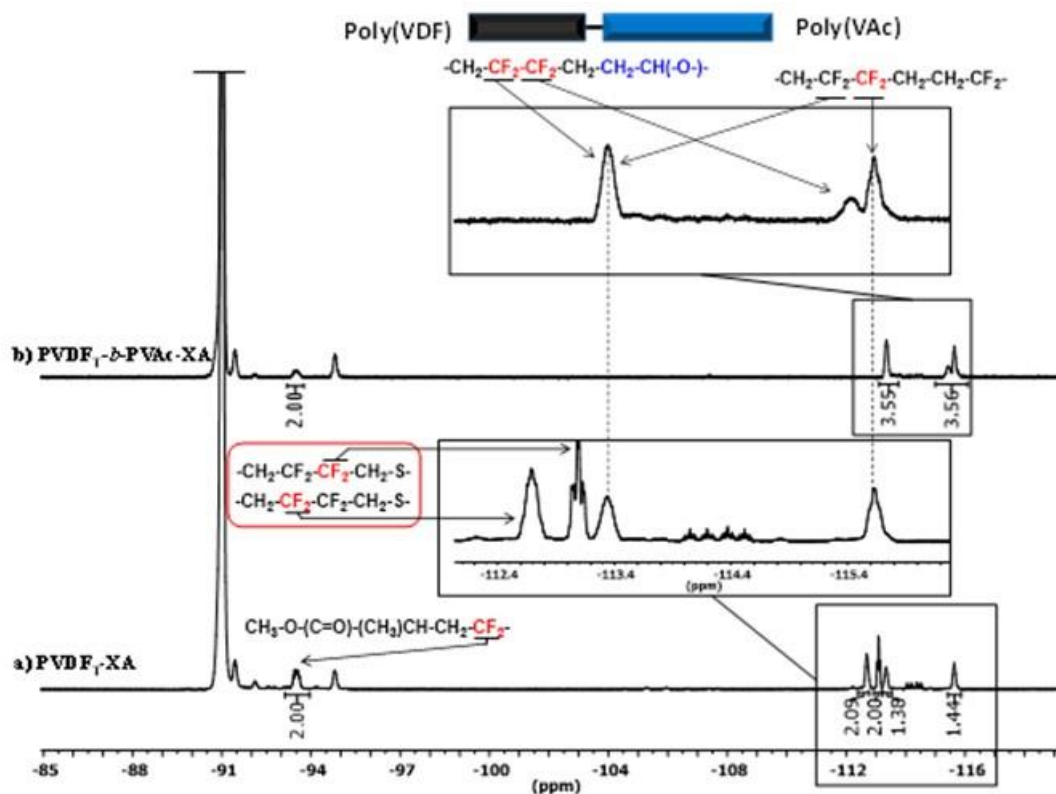 Poly(VDF) Poly(VAc)
-CH₂-CF₂-CF₂-CH₂-CH₂-CH(-O-)-
-CH₂-CF₂-CF₂-CH₂-CH₂-CF₂-
b) PVDF₁-b-PVAc-XA
2.00
3.55
3.56
-CH₂-CF₂-CF₂-CH₂-S-
-CH₂-CF₂-CF₂-CH₂-S-
-112.4 -113.4 -114.4 -115.4
(ppm)
CH₃-O-(C=O)-(CH₃)CH-CH₂-CF₂-
a) PVDF₁-XA
2.00
2.09
2.00
1.38
1.44
-85 -88 -91 -94 -97 -100 -104 -108 -112 -116
(ppm)